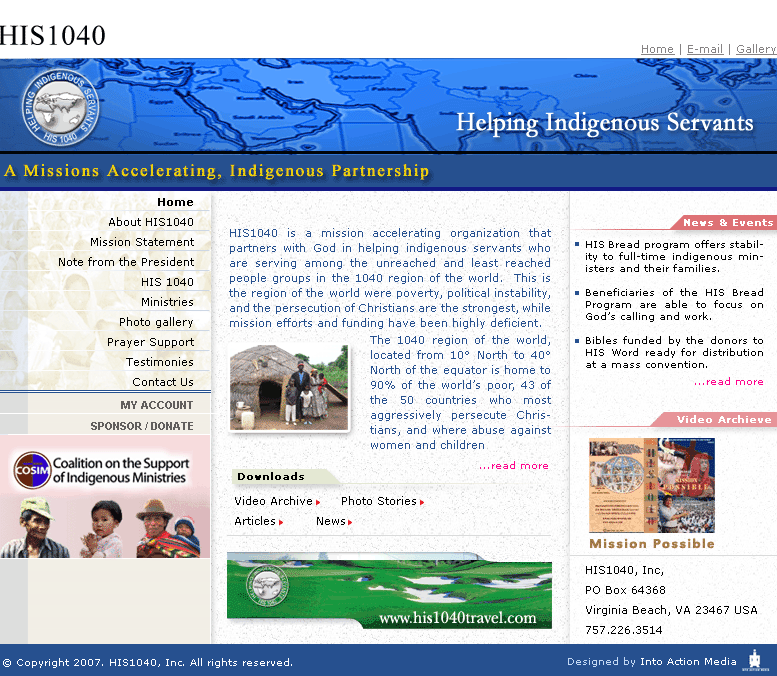 HIS1040
Home | E-mail | Gallery
HELPING INDIGENOUS SERVANTS
HIS 1040
Helping Indigenous Servants
A Missions Accelerating, Indigenous Partnership
Home
About HIS1040
Mission Statement
Note from the President
HIS 1040
Ministries
Photo gallery
Prayer Support
Testimonies
Contact Us
MY ACCOUNT
SPONSOR / DONATE
COSIM
Coalition on the Support
of Indigenous Ministries
HIS1040 is a mission accelerating organization that
partners with God in helping indigenous servants who
are serving among the unreached and least reached
people groups in the 1040 region of the world. This is
the region of the world were poverty, political instability,
and the persecution of Christians are the strongest, while
mission efforts and funding have been highly deficient.
The 1040 region of the world,
located from 10° North to 40°
North of the equator is home to
90% of the world's poor, 43 of
the 50 countries who most
aggressively persecute Chris-
tians, and where abuse against
women and children
...read more
Downloads
Video Archive
Photo Stories
Articles
News
www.his1040travel.com
News & Events
HIS Bread program offers stabil-
ity to full-time indigenous min-
isters and their families.
Beneficiaries of the HIS Bread
Program are able to focus on
God's calling and work.
Bibles funded by the donors to
HIS Word ready for distribution
at a mass convention.
...read more
Video Archieve
MISSION
POSSIBLE
Mission Possible
HIS1040, Inc,
PO Box 64368
Virginia Beach, VA 23467 USA
757.226.3514
© Copyright 2007. HIS1040, Inc. All rights reserved.
Designed by Into Action Media